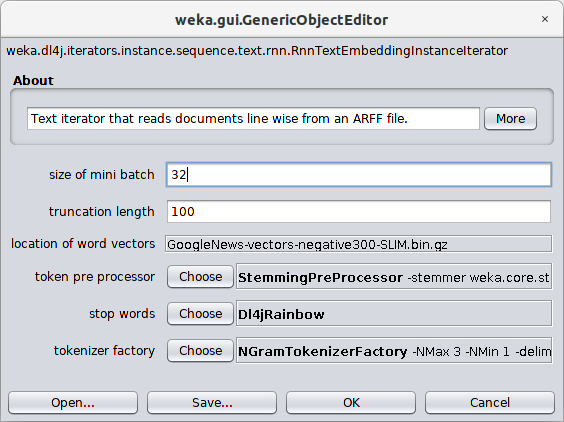 weka.gui.GenericObjectEditor
weka.dl4j.iterators.instance.sequence.text.rnn.RnnTextEmbeddingInstanceIterator
About
Text iterator that reads documents line wise from an ARFF file. More
size of mini batch 32
truncation length 100
location of word vectors GoogleNews-vectors-negative300-SLIM.bin.gz
token pre processor Choose StemmingPreProcessor -stemmer weka.core.st
stop words Choose Dl4jRainbow
tokenizer factory Choose NGramTokenizerFactory -NMax 3 -NMin 1 -delim
Open... Save... OK Cancel